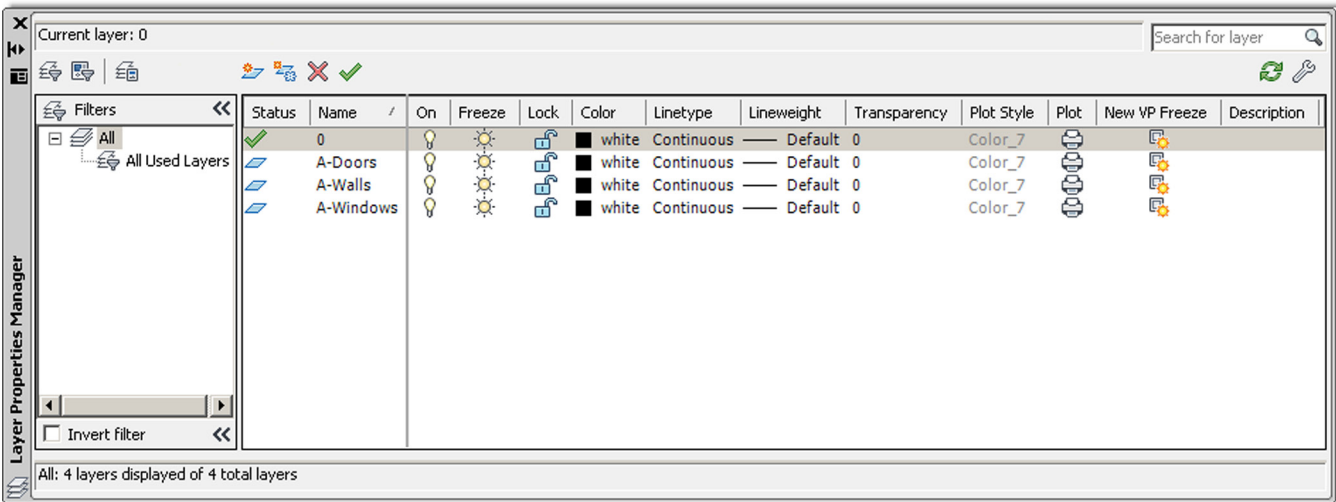 Current layer: 0
Search for layer
Filters
Status Name / On Freeze Lock Color Linetype Lineweight Transparency Plot Style Plot New VP Freeze Description
All
0 white Continuous Default 0 Color_7
All Used Layers
A-Doors white Continuous Default 0 Color_7
A-Walls white Continuous Default 0 Color_7
A-Windows white Continuous Default 0 Color_7
Invert filter
All: 4 layers displayed of 4 total layers
Layer Properties Manager